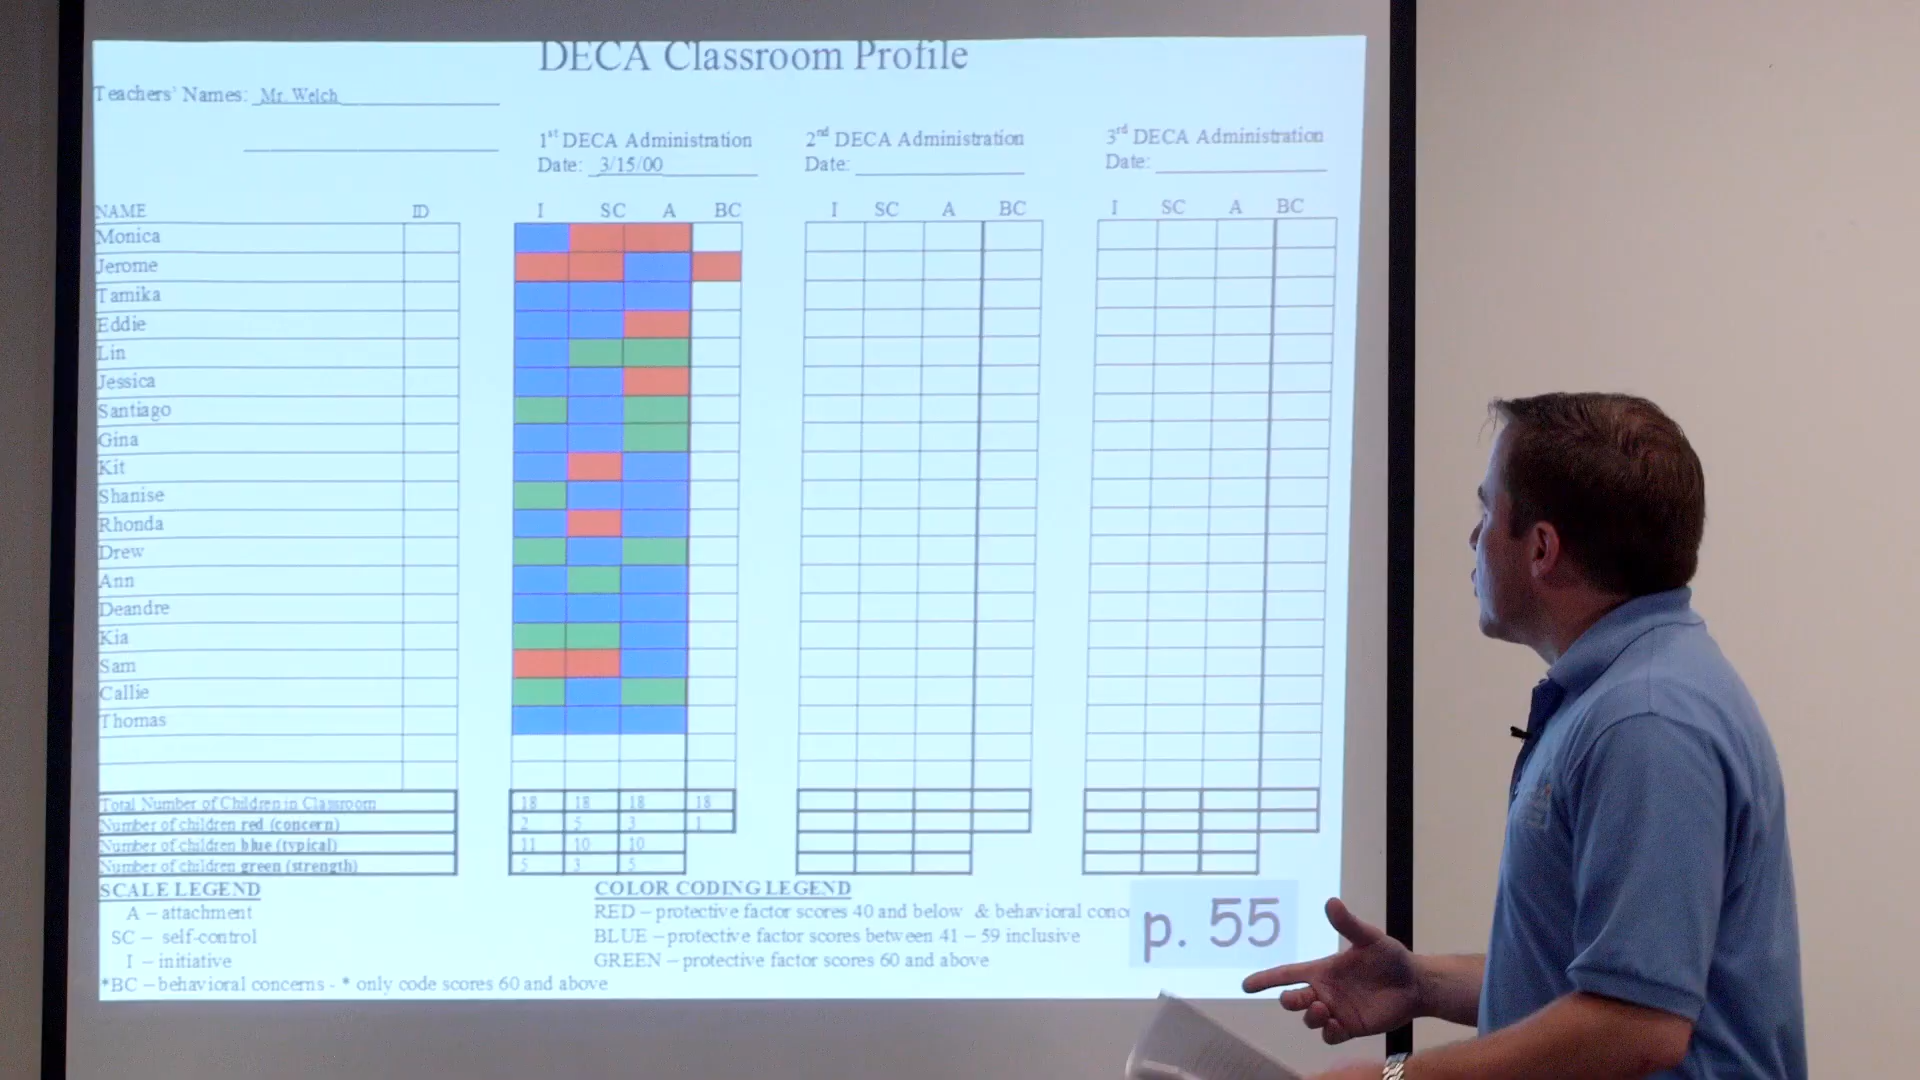 DECA Classroom Profile
Teachers' Names: Mr. Welch
1st DECA Administration 2nd DECA Administration 3rd DECA Administration
Date: 3/15/00 Date: Date:
NAME ID I SC A BC I SC A BC I SC A BC
Monica
Jerome
Tamika
Eddie
Lin
Jessica
Santiago
Gina
Kit
Shanise
Rhonda
Drew
Ann
Deandre
Kia
Sam
Callie
Thomas
Total Number of Children in Classroom 18 18 18 18
Number of children red (concern) 2 5 3 1
Number of children blue (typical) 11 10 10
Number of children green (strength) 5 3 5
SCALE LEGEND COLOR CODING LEGEND
A – attachment RED – protective factor scores 40 and below & behavioral conc
SC – self-control BLUE – protective factor scores between 41 – 59 inclusive
I – initiative GREEN – protective factor scores 60 and above
*BC – behavioral concerns - * only code scores 60 and above
p. 55